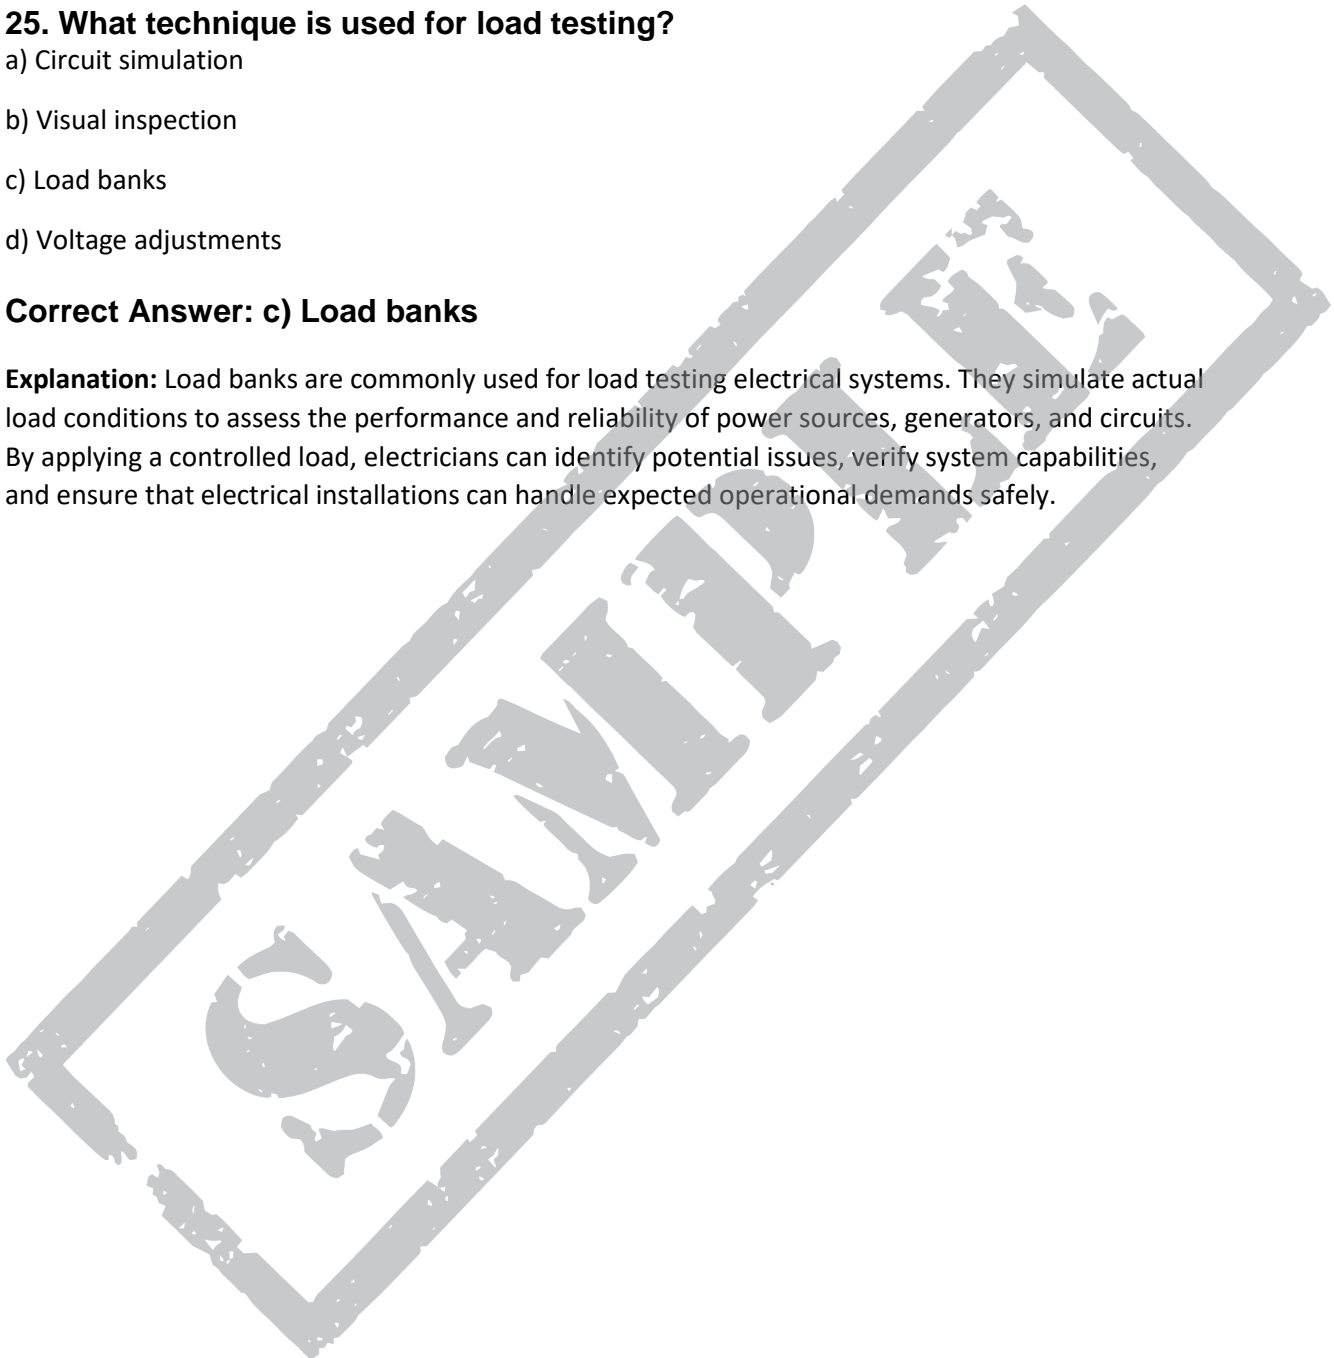 25. What technique is used for load testing?
a) Circuit simulation
b) Visual inspection
c) Load banks
d) Voltage adjustments
Correct Answer: c) Load banks
Explanation: Load banks are commonly used for load testing electrical systems. They simulate actual
load conditions to assess the performance and reliability of power sources, generators, and circuits.
By applying a controlled load, electricians can identify potential issues, verify system capabilities,
and ensure that electrical installations can handle expected operational demands safely.
SAMPLE